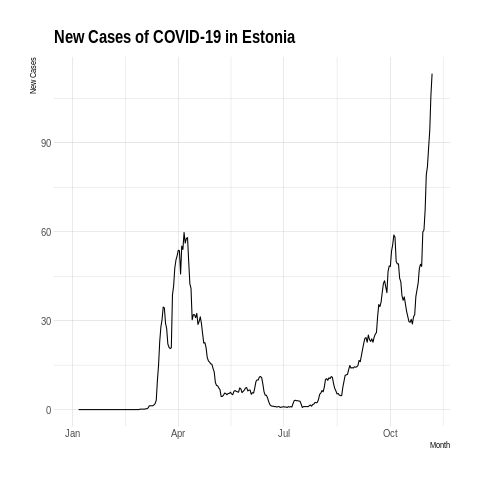 New Cases of COVID-19 in Estonia
New Cases
90
60
30
0
Jan Apr Jul Oct
Month